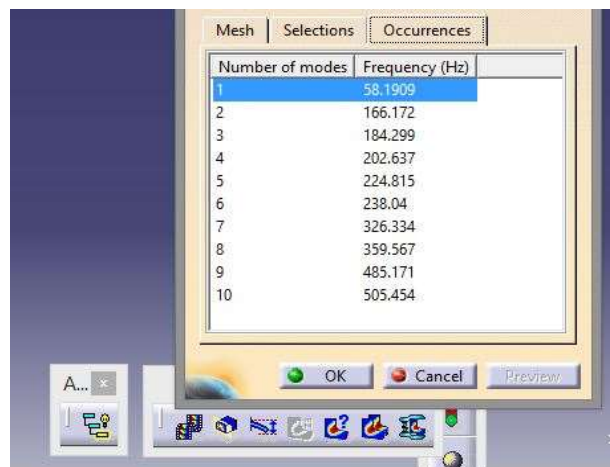 Mesh Selections Occurrences
Number of modes Frequency (Hz)
1 58.1909
2 166.172
3 184.299
4 202.637
5 224.815
6 238.04
7 326.334
8 359.567
9 485.171
10 505.454
OK Cancel Preview
A...